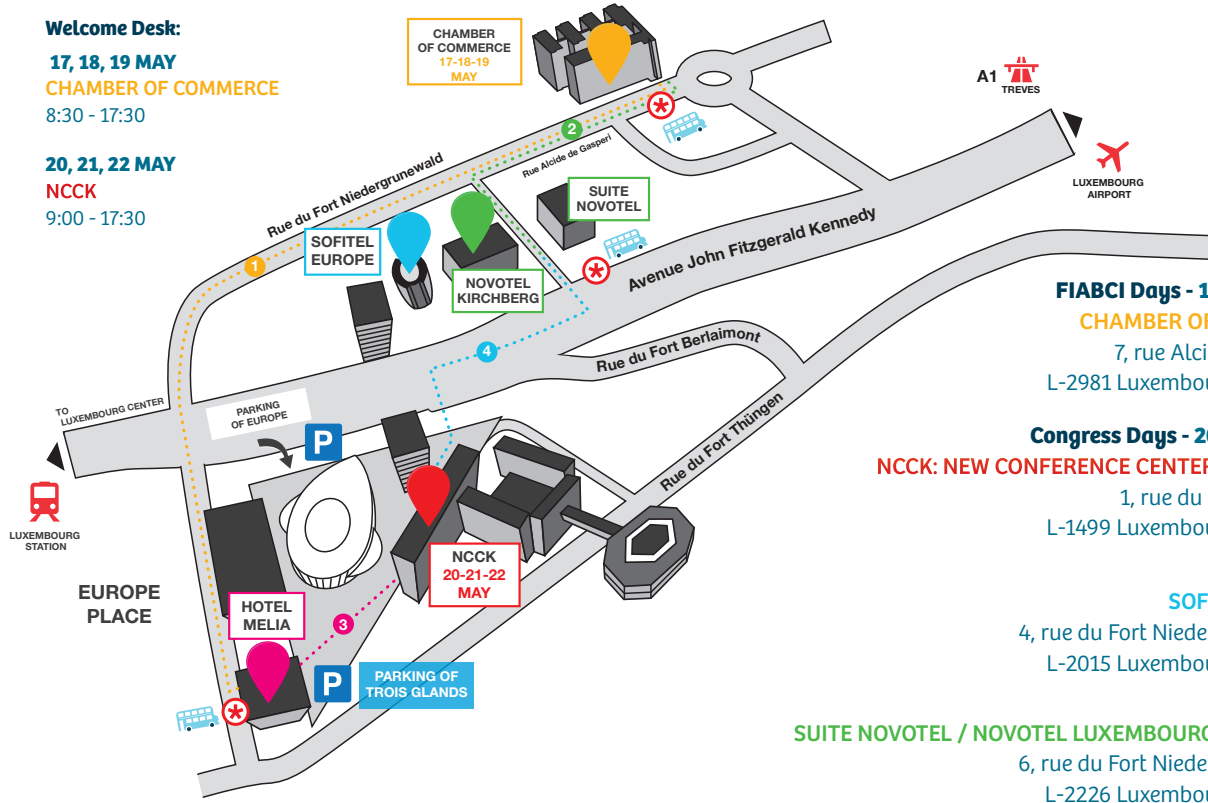 Welcome Desk:
17, 18, 19 MAY
CHAMBER OF COMMERCE
8:30 - 17:30
20, 21, 22 MAY
NCCK
9:00 - 17:30
CHAMBER
OF COMMERCE
17-18-19
MAY
A1
TREVES
LUXEMBOURG
AIRPORT
2
Rue Alcide de Gasperi
Rue du Fort Niedergrunewald
SUITE
NOVOTEL
SOFITEL
EUROPE
1
NOVOTEL
KIRCHBERG
Avenue John Fitzgerald Kennedy
4
Rue du Fort Berlaimont
TO
LUXEMBOURG CENTER
PARKING
OF EUROPE
P
Rue du Fort Thüngen
LUXEMBOURG
STATION
EUROPE
PLACE
NCCK
20-21-22
MAY
HOTEL
MELIA
3
P
PARKING OF
TROIS GLANDS
FIABCI Days - 1
CHAMBER OF
7, rue Alci
L-2981 Luxembou
Congress Days - 20
NCCK: NEW CONFERENCE CENTER
1, rue du
L-1499 Luxembou
SOF
4, rue du Fort Niede
L-2015 Luxembou
SUITE NOVOTEL / NOVOTEL LUXEMBOURG
6, rue du Fort Niede
L-2226 Luxembou